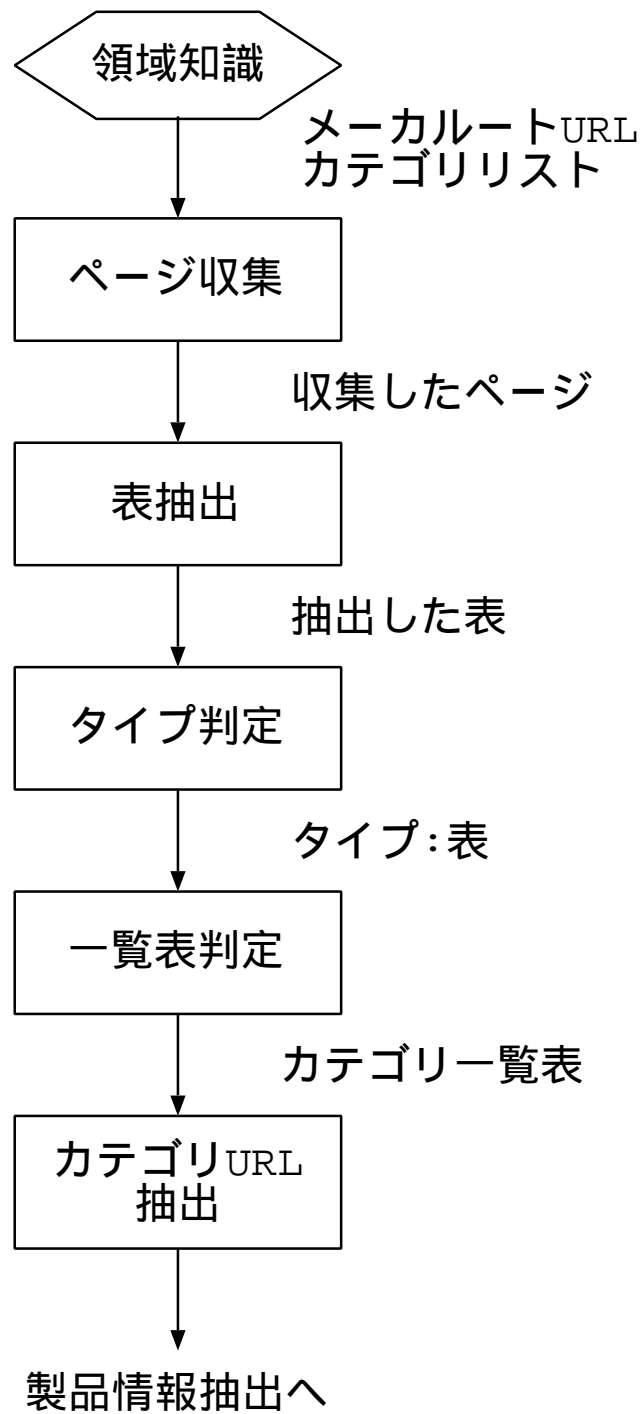 領域知識
メーカルートURL
カテゴリリスト
ページ収集
収集したページ
表抽出
抽出した表
タイプ判定
タイプ:表
一覧表判定
カテゴリ一覧表
カテゴリURL
抽出
製品情報抽出へ